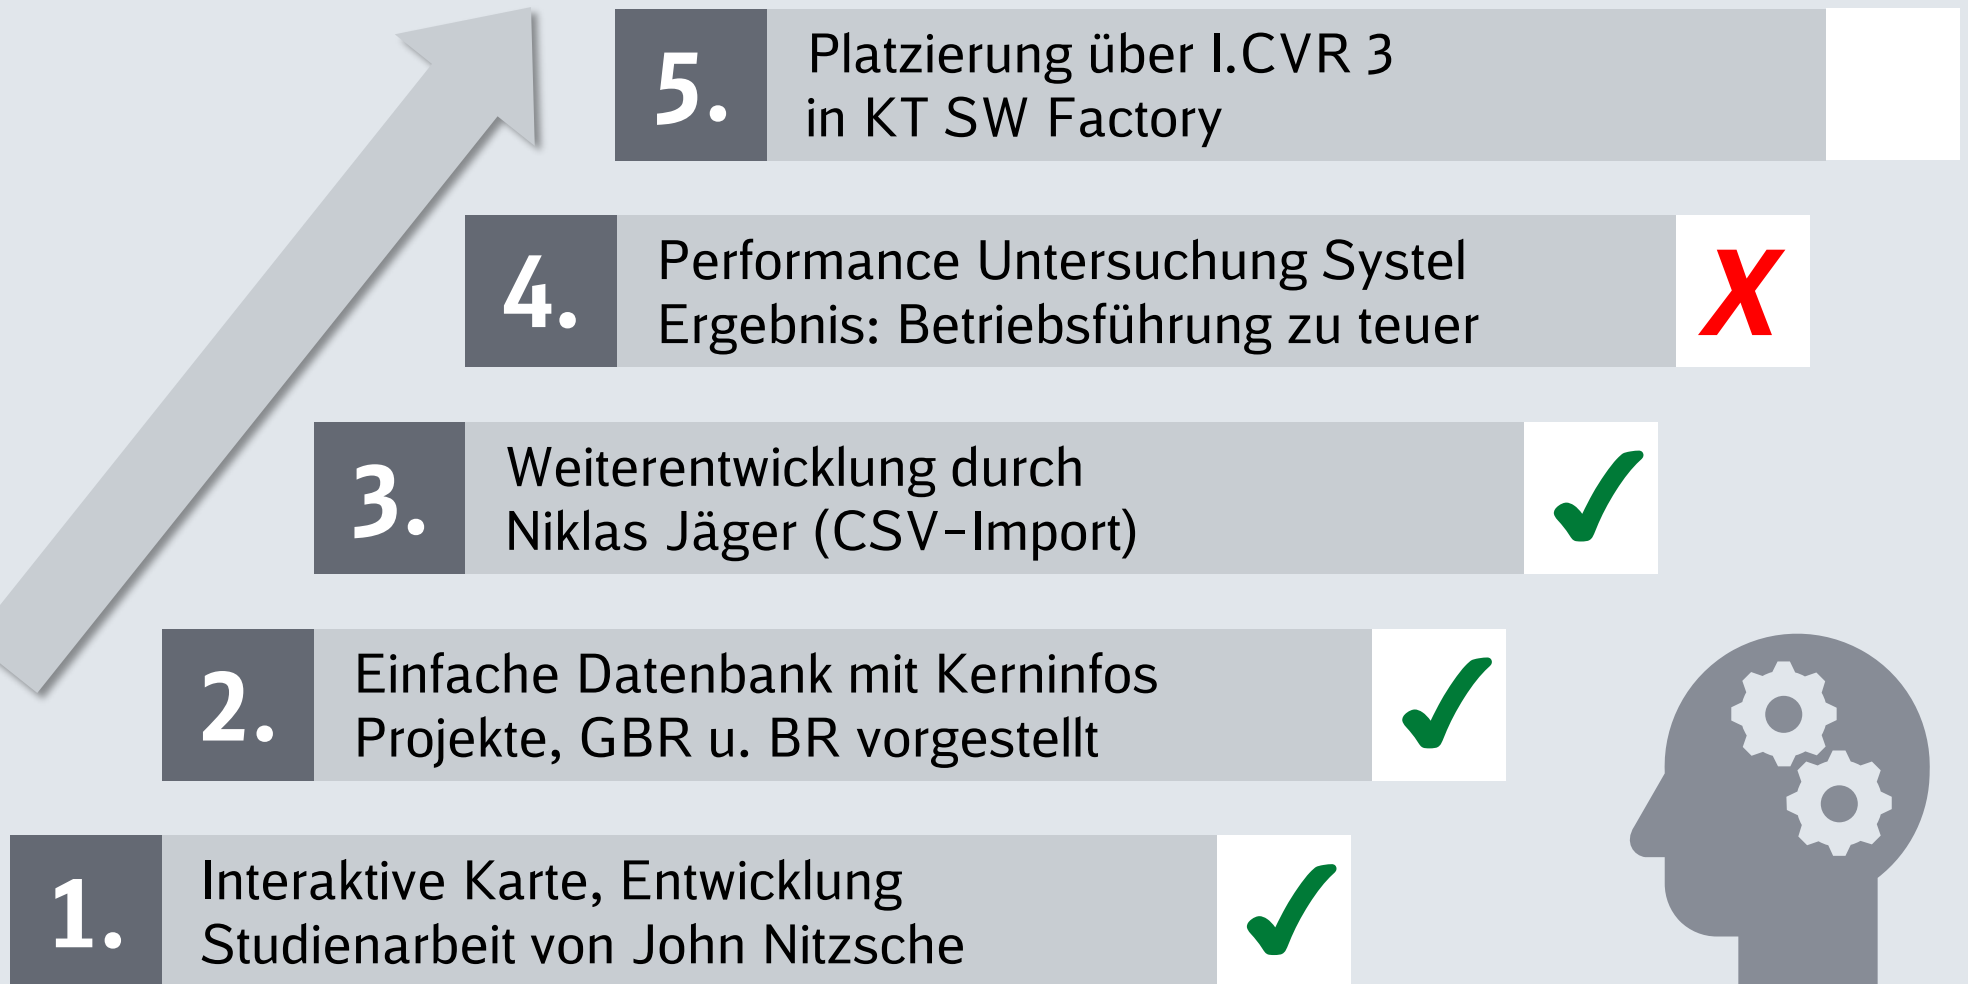 5.
Platzierung über I.CVR 3
in KT SW Factory
4.
Performance Untersuchung Systel
Ergebnis: Betriebsführung zu teuer
X
3.
Weiterentwicklung durch
Niklas Jäger (CSV-Import)
✓
2.
Einfache Datenbank mit Kerninfos
Projekte, GBR u. BR vorgestellt
✓
1.
Interaktive Karte, Entwicklung
Studienarbeit von John Nitzsche
✓